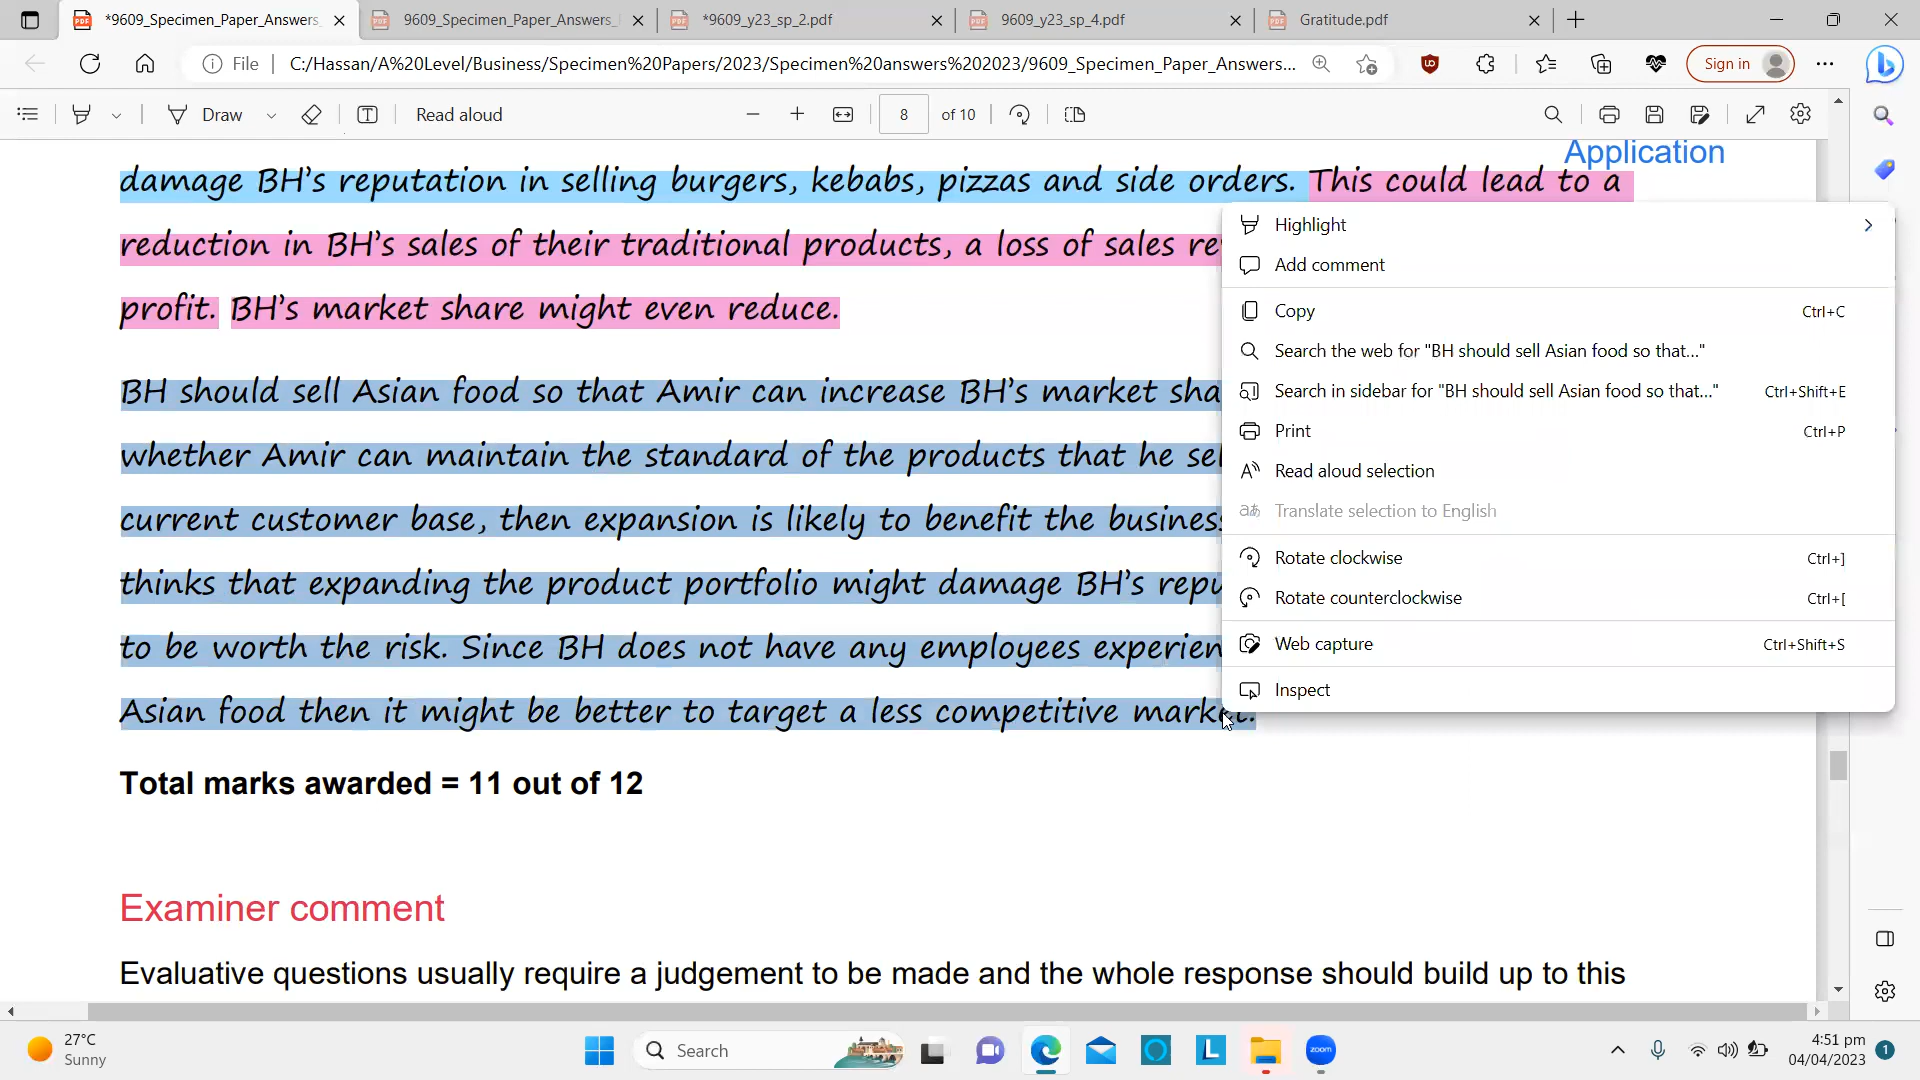 *9609_Specimen_Paper_Answers_
9609_Specimen_Paper_Answers_
*9609_y23_sp_2.pdf
9609_y23_sp_4.pdf
Gratitude.pdf
File
C:/Hassan/A%20Level/Business/Specimen%20Papers/2023/Specimen%20answers%202023/9609_Specimen_Paper_Answers...
Sign in
Draw
Read aloud
8
of 10
Application
damage BH's reputation in selling burgers, kebabs, pizzas and side orders. This could lead to a
reduction in BH's sales of their traditional products, a loss of sales re
profit. BH's market share might even reduce.
BH should sell Asian food so that Amir can increase BH's market sha
whether Amir can maintain the standard of the products that he sel
current customer base, then expansion is likely to benefit the business
thinks that expanding the product portfolio might damage BH's repu
to be worth the risk. Since BH does not have any employees experien
Asian food then it might be better to target a less competitive market.
Total marks awarded = 11 out of 12
Examiner comment
Evaluative questions usually require a judgement to be made and the whole response should build up to this
Highlight
Add comment
Copy Ctrl+C
Search the web for "BH should sell Asian food so that..."
Search in sidebar for "BH should sell Asian food so that..." Ctrl+Shift+E
Print Ctrl+P
Read aloud selection
Translate selection to English
Rotate clockwise Ctrl+]
Rotate counterclockwise Ctrl+[
Web capture Ctrl+Shift+S
Inspect
27°C
Sunny
Search
zoom
4:51 pm
04/04/2023
1